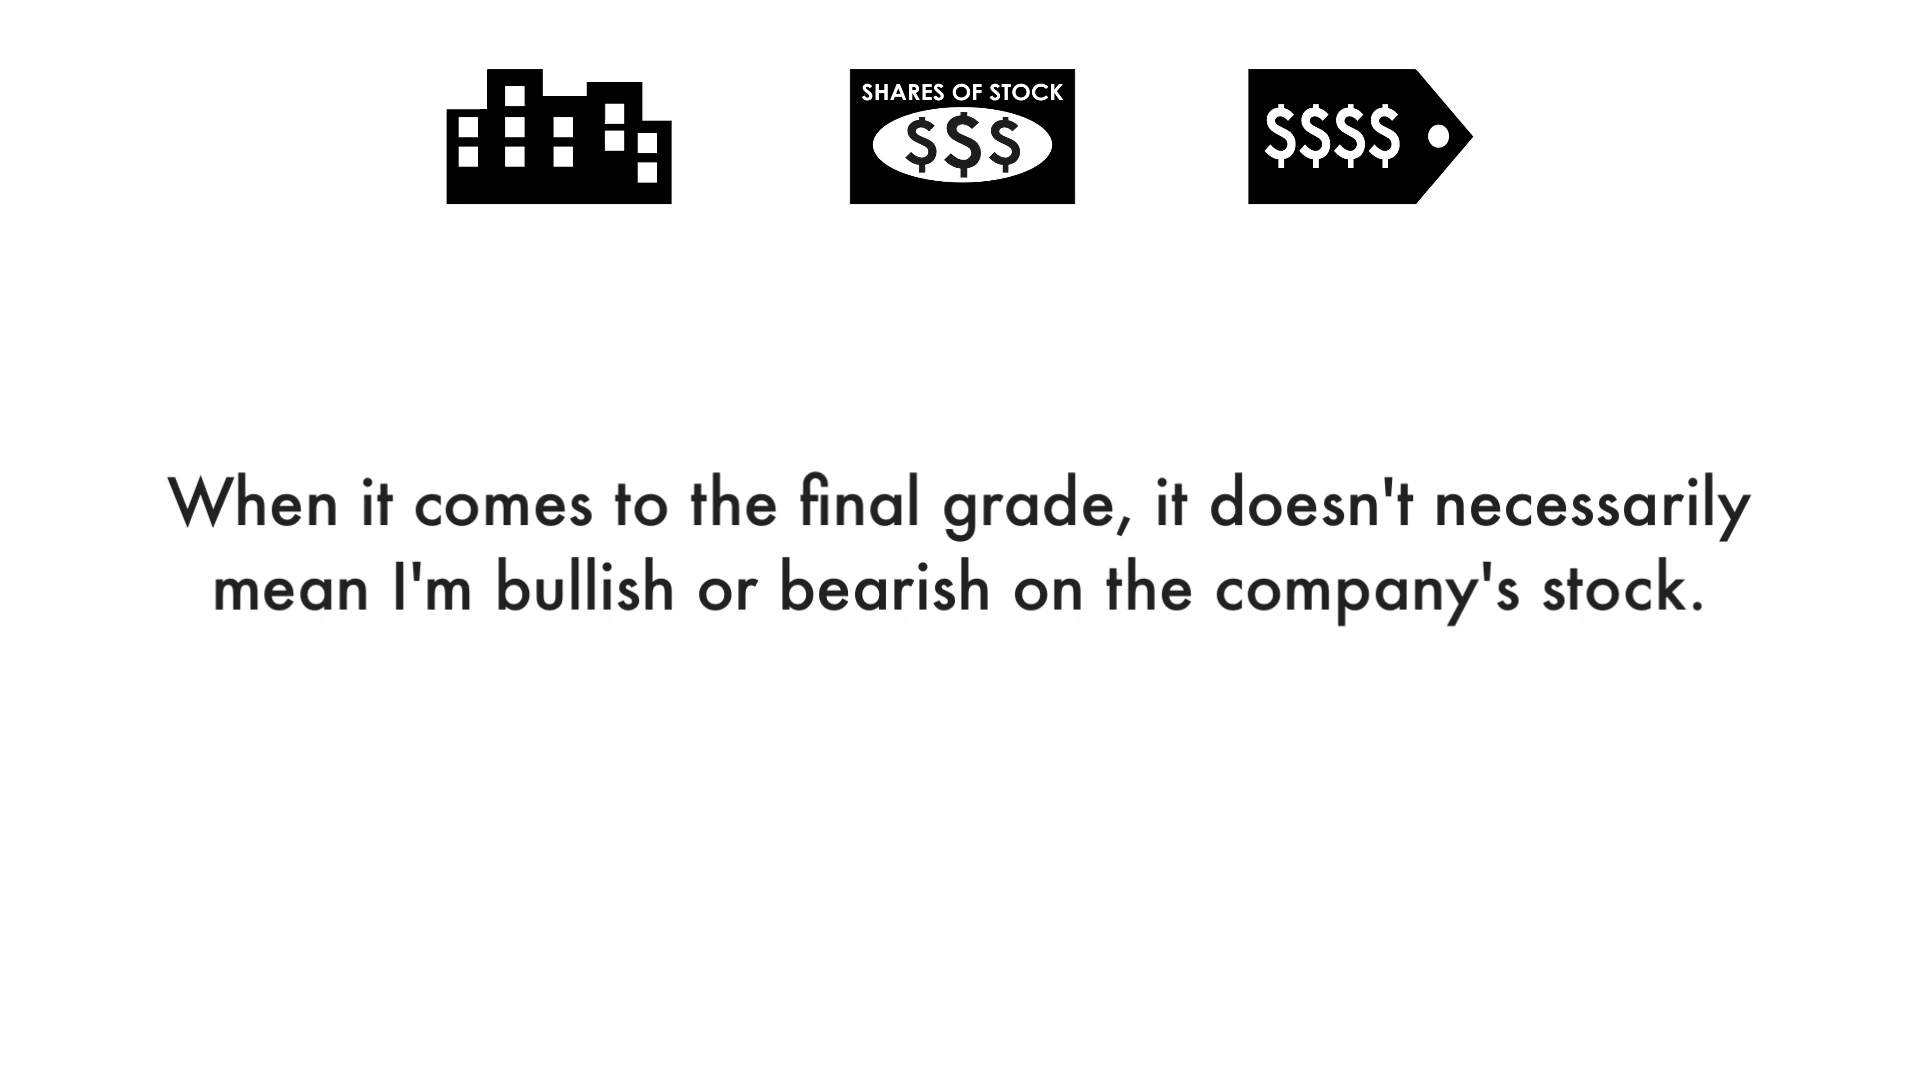 SHARES OF STOCK
$$$
$$$$
When it comes to the final grade, it doesn't necessarily
mean I'm bullish or bearish on the company's stock.